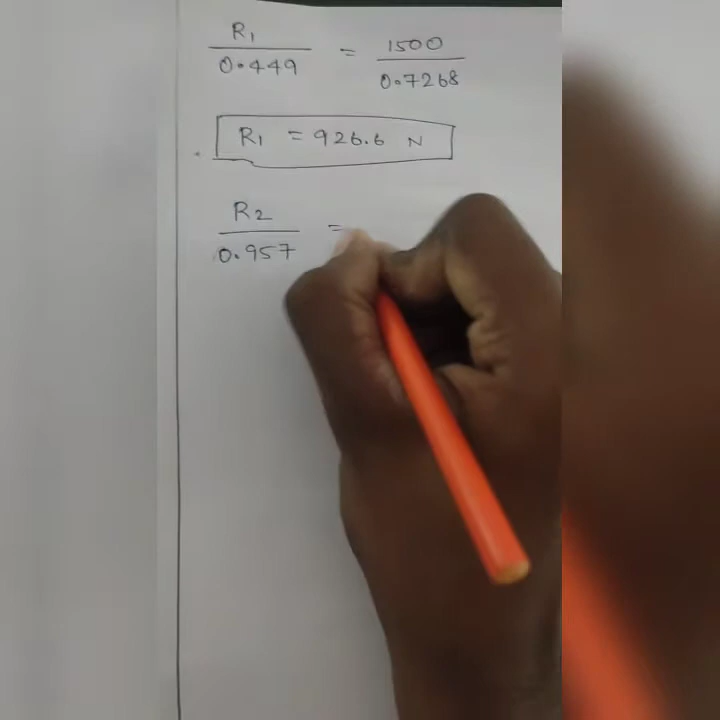 R1 / 0.449 = 1500 / 0.7268
R1 = 926.6 N
R2 / 0.957 =